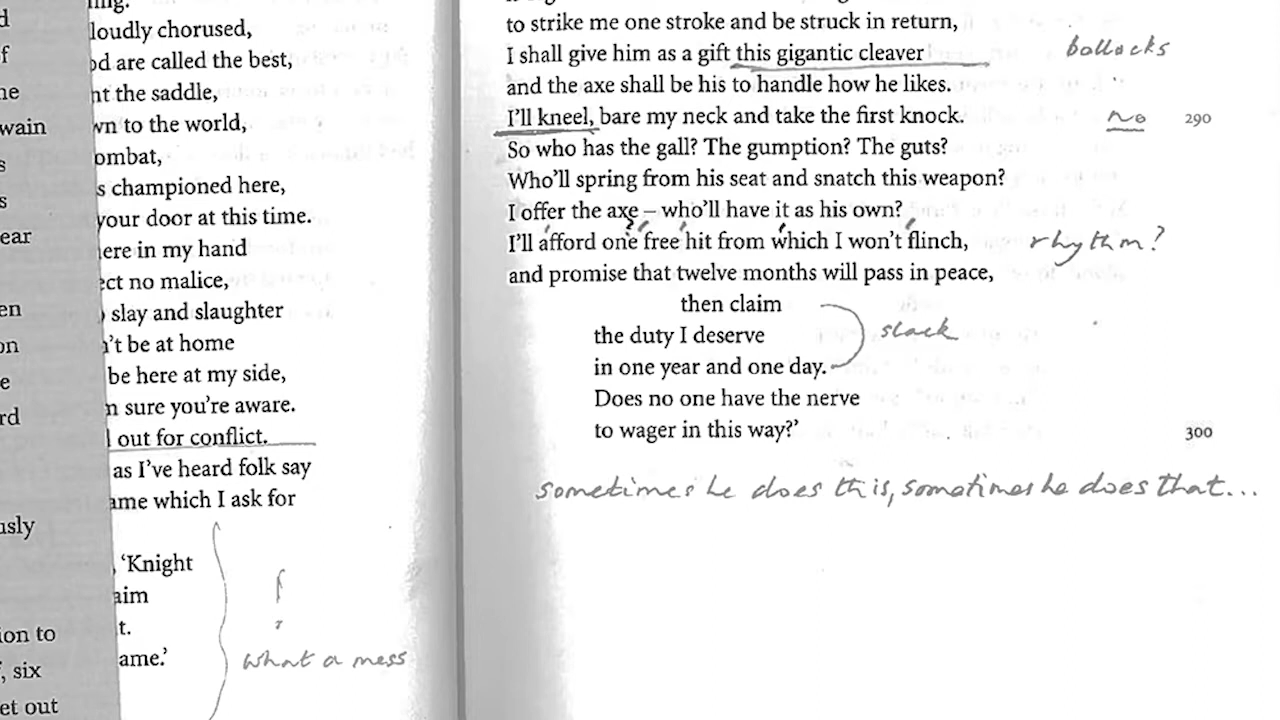 loudly chorused,
are called the best,
the saddle,
wain
to the world,
championed here,
your door at this time.
ear
in my hand
no malice,
slay and slaughter
be at home
be here at my side,
sure you're aware.
out for conflict.
as I've heard folk say
which I ask for
'Knight
what a mess
ion to
six
et out
to strike me one stroke and be struck in return,
I shall give him as a gift this gigantic cleaver bollocks
and the axe shall be his to handle how he likes. "
I'll kneel, bare my neck and take the first knock. no 290
So who has the gall? The gumption? The guts?
Who'll spring from his seat and snatch this weapon?
I offer the axe – who'll have it as his own?
?
I'll afford one free hit from which I won't flinch, rhythm?
and promise that twelve months will pass in peace,
then claim
the duty I deserve slack
in one year and one day.
Does no one have the nerve
to wager in this way?' 300
sometimes he does this, sometimes he does that...